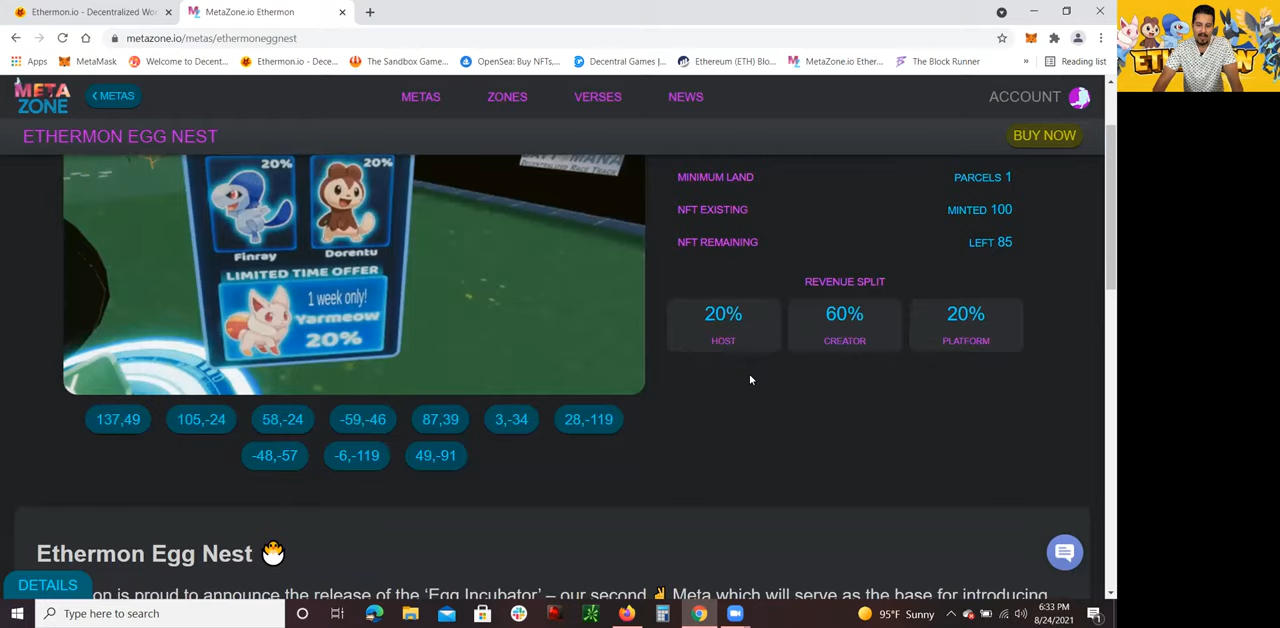 Ethermon.io - Decentralized Wo
MetaZone.io Ethermon
metazone.io/metas/ethermoneggnest
Apps
MetaMask
Welcome to Decent...
Ethermon.io - Dece...
The Sandbox Game...
OpenSea: Buy NFTs,...
Decentral Games |...
Ethereum (ETH) Blo...
MetaZone.io Ether...
The Block Runner
»
Reading list
META ZONE
< METAS
METAS
ZONES
VERSES
NEWS
ACCOUNT
ETHERMON EGG NEST
BUY NOW
20%
20%
Finray
Dorentu
LIMITED TIME OFFER
1 week only!
Yarmeow
20%
MINIMUM LAND
PARCELS 1
NFT EXISTING
MINTED 100
NFT REMAINING
LEFT 85
REVENUE SPLIT
20%
60%
20%
HOST
CREATOR
PLATFORM
137,49
105,-24
58,-24
-59,-46
87,39
3,-34
28,-119
-48,-57
-6,-119
49,-91
Ethermon Egg Nest 🐣
DETAILS
on is proud to announce the release of the ‘Egg Incubator’ – our second ✌ Meta which will serve as the base for introducing
Type here to search
95°F Sunny
6:33 PM
8/24/2021
1
ETHERMON